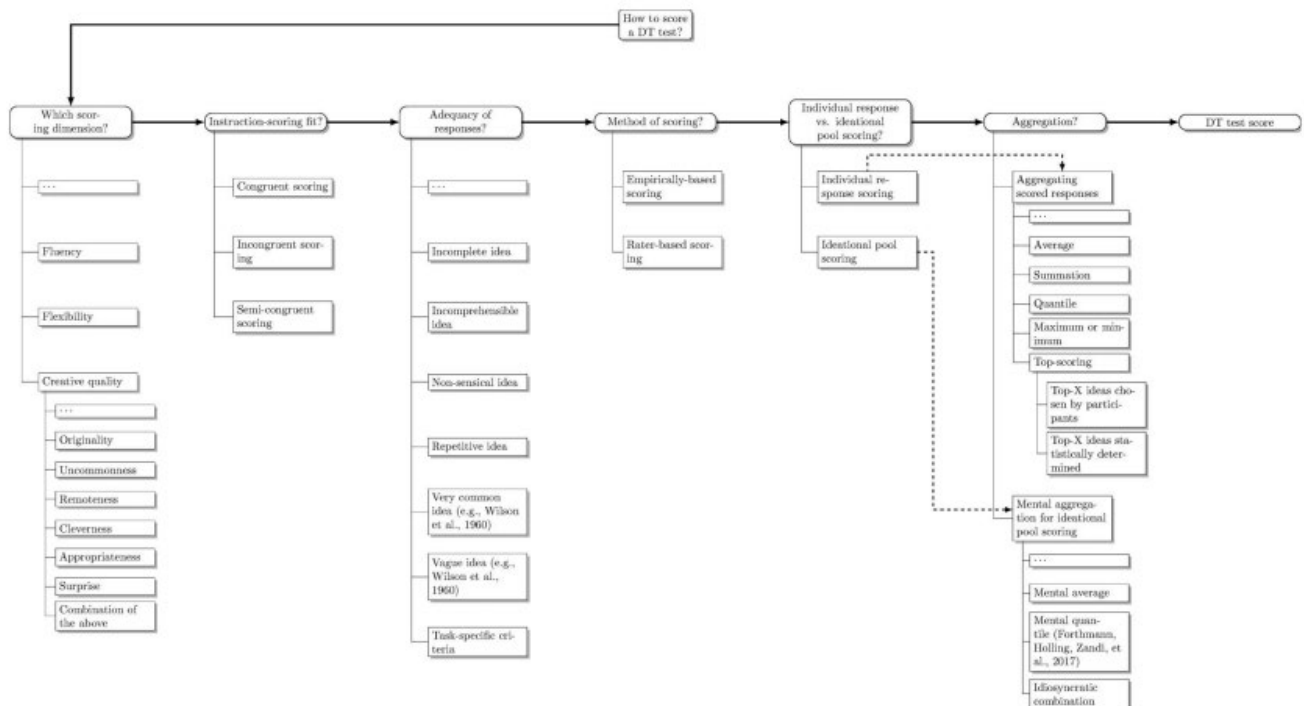 How to score
a DT test?
Which scor-
ing dimension?
...
Fluency
Flexibility
Creative quality
...
Originality
Uncommonness
Remoteness
Cleverness
Appropriateness
Surprise
Combination of
the above
Instruction-scoring fit?
Congruent scoring
Incongruent scor-
ing
Semi-congruent
scoring
Adequacy of
responses?
...
Incomplete idea
Incomprehensible
idea
Non-sensical idea
Repetitive idea
Very common
idea (e.g., Wilson
et al., 1960)
Vague idea (e.g.,
Wilson et al.,
1960)
Task-specific cri-
teria
Method of scoring?
Empirically-based
scoring
Rater-based scor-
ing
Individual response
vs. identional
pool scoring?
Individual re-
sponse scoring
Identional pool
scoring
Aggregation?
Aggregating
scored responses
...
Average
Summation
Quantile
Maximum or min-
imum
Top-scoring
Top-X ideas cho-
sen by partici-
pants
Top-X ideas sta-
tistically deter-
mined
Mental aggrega-
tion for identional
pool scoring
...
Mental average
Mental quan-
tile (Forthmann,
Holling, Zandi, et
al., 2017)
Idiosyncratic
combination
DT test score